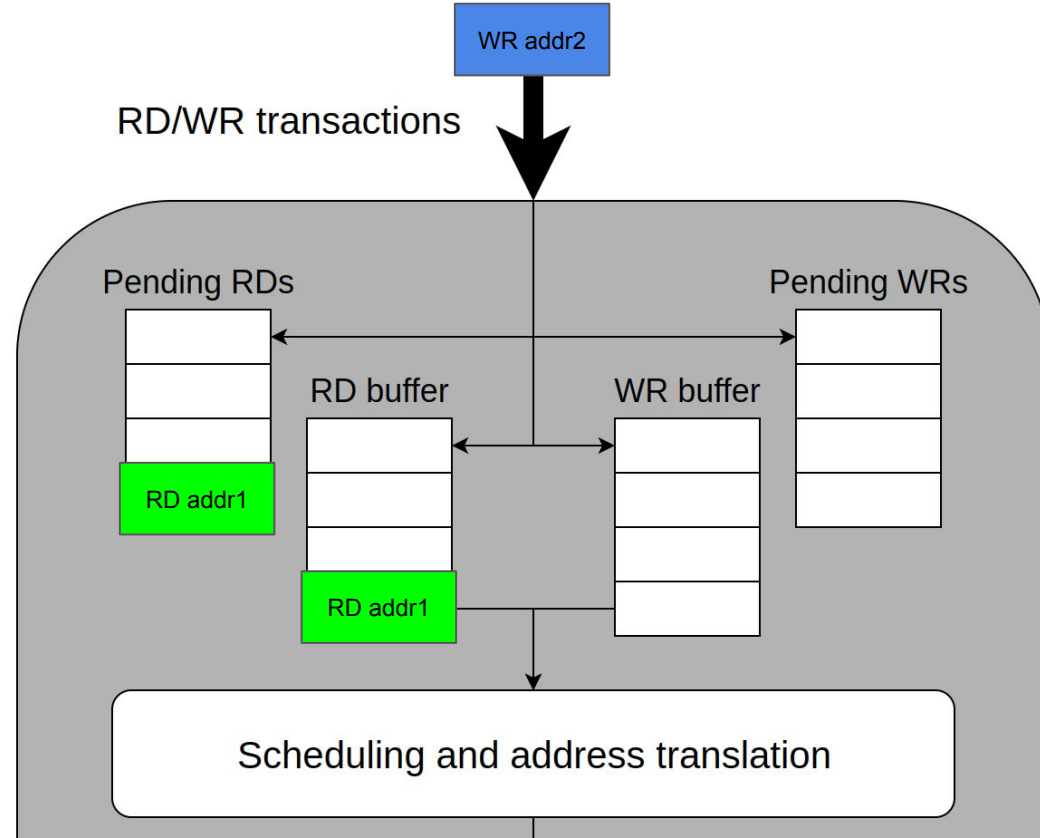 WR addr2
RD/WR transactions
Pending RDs
Pending WRs
RD buffer
WR buffer
RD addr1
RD addr1
Scheduling and address translation